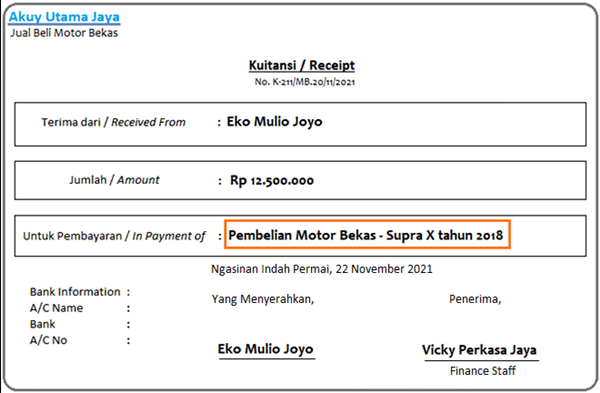 Akuy Utama Jaya
Jual Beli Motor Bekas
Kuitansi / Receipt
No. K-211/MB.20/11/2021
Terima dari / Received From : Eko Mulio Joyo
Jumlah / Amount : Rp 12.500.000
Untuk Pembayaran / In Payment of : Pembelian Motor Bekas - Supra X tahun 2018
Ngasinan Indah Permai, 22 November 2021
Bank Information :
A/C Name :
Bank :
A/C No :
Yang Menyerahkan,
Eko Mulio Joyo
Penerima,
Vicky Perkasa Jaya
Finance Staff